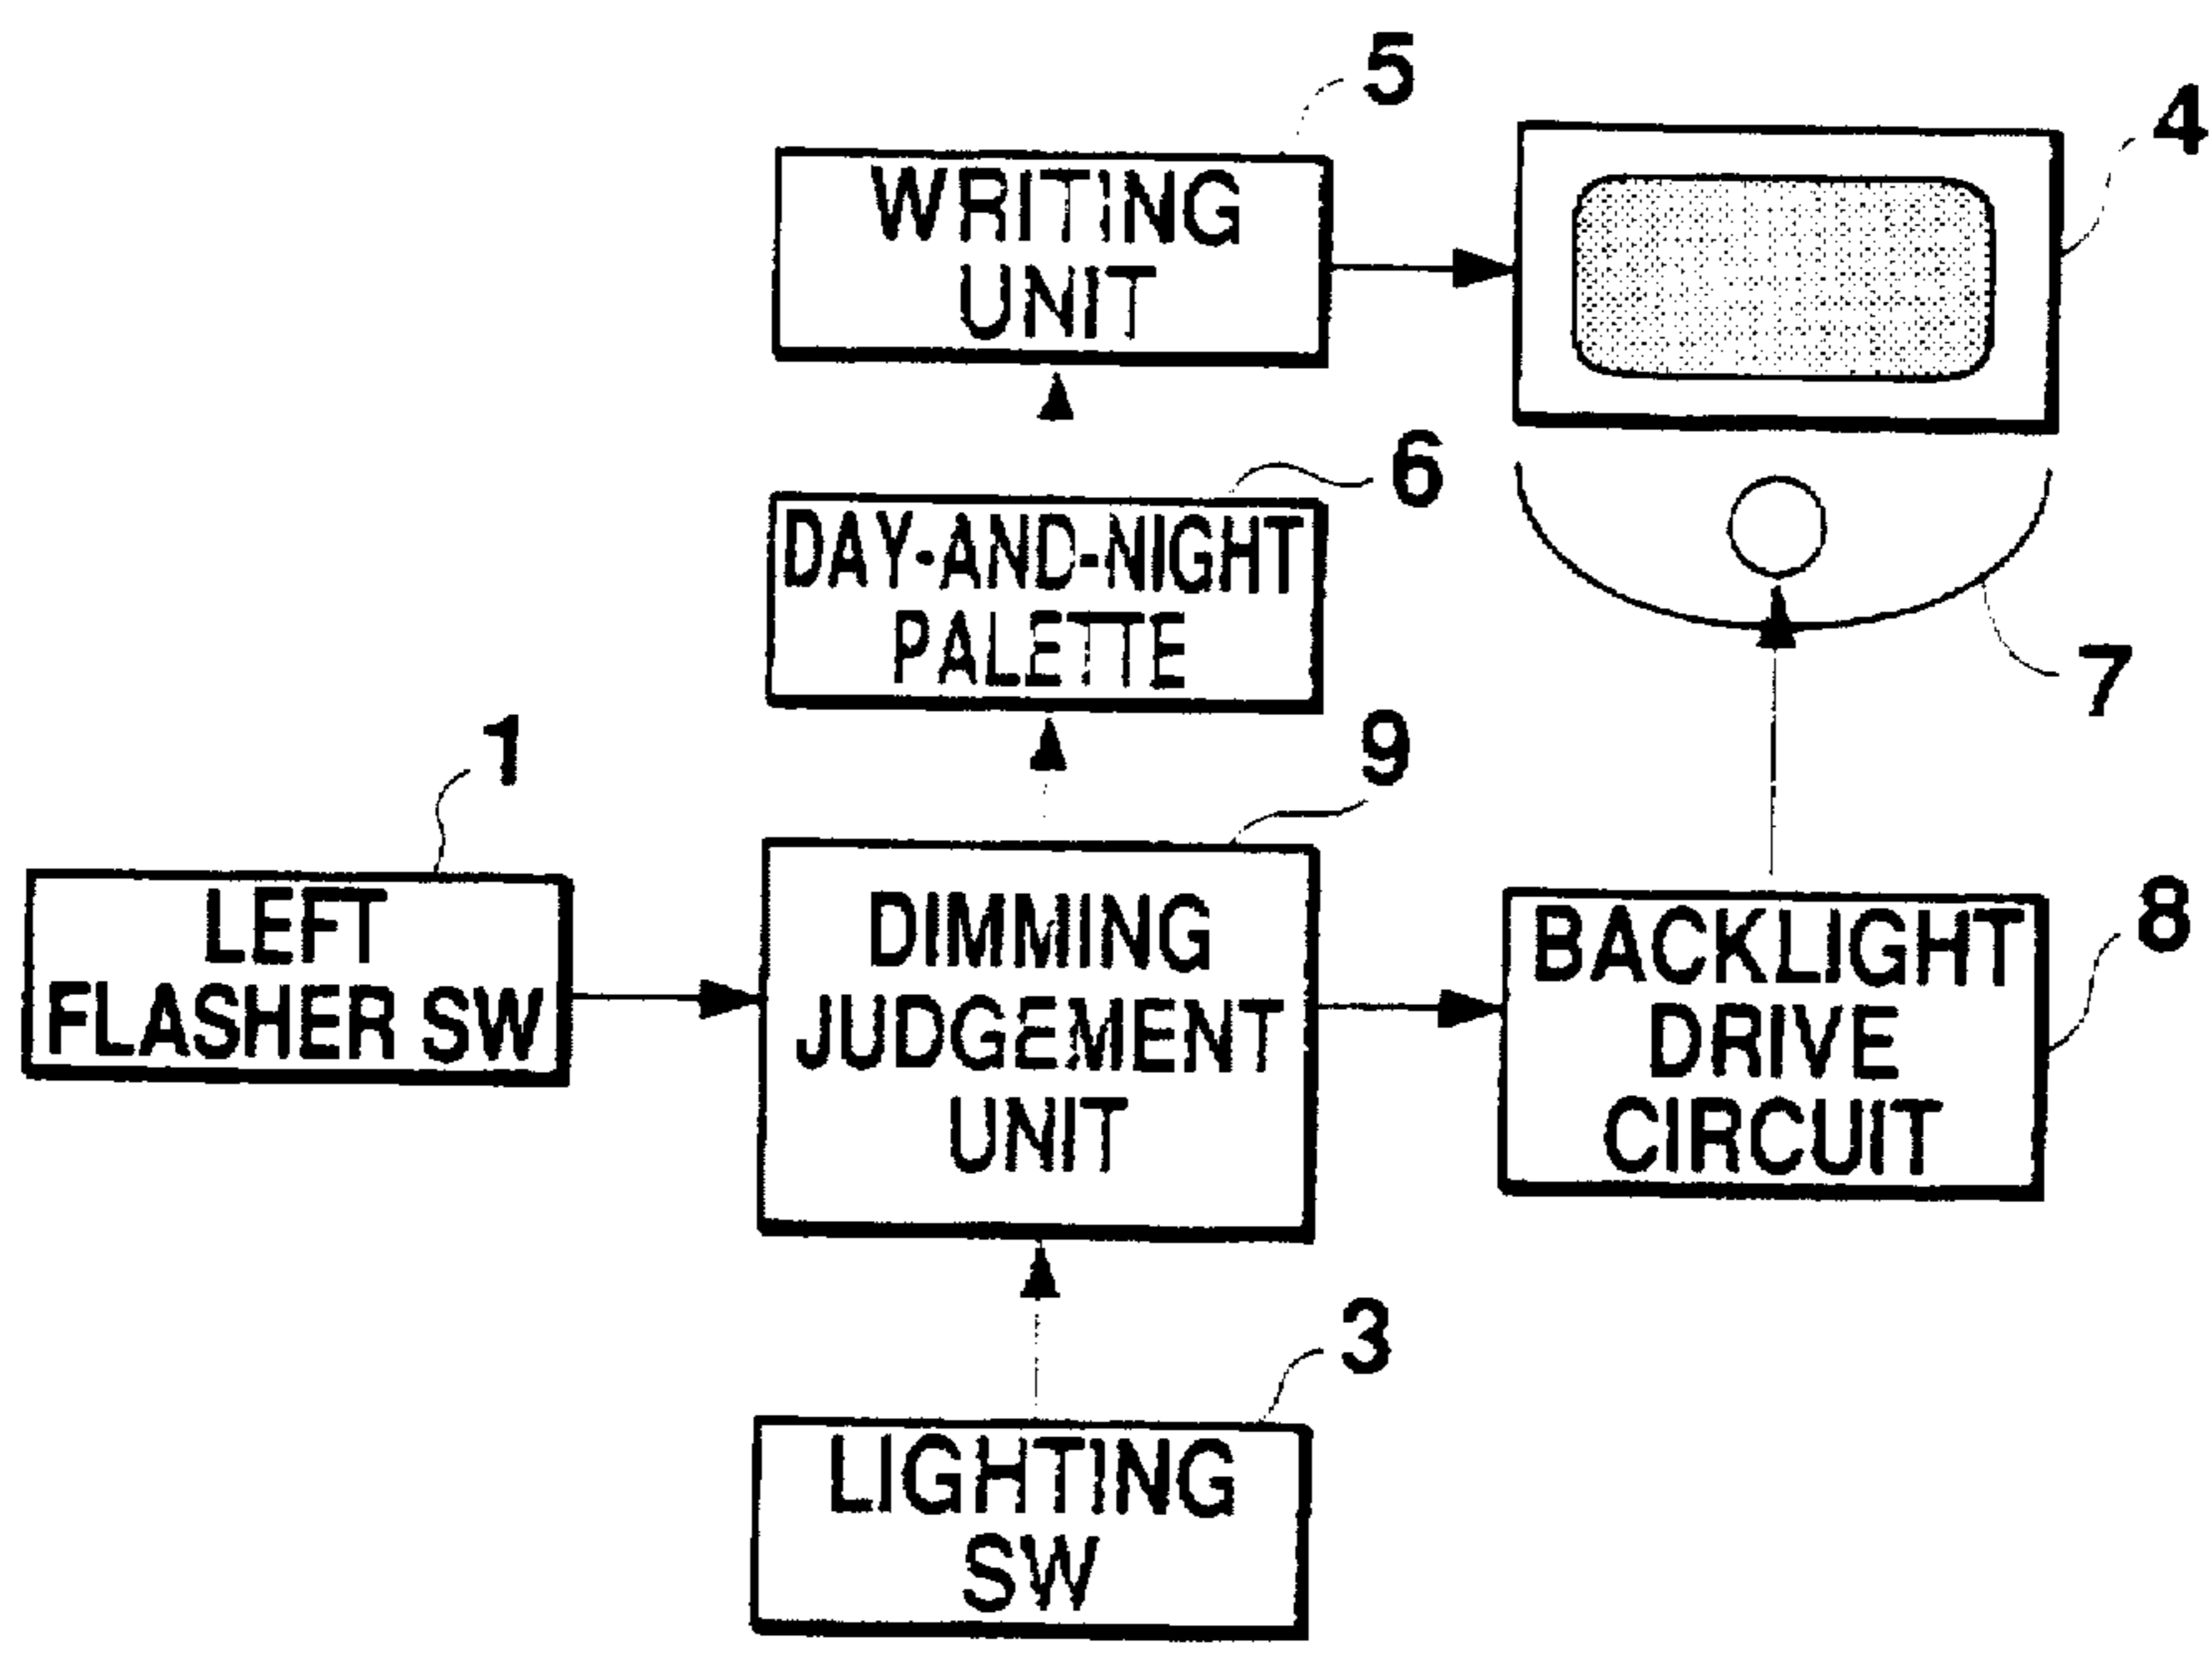 5
4
WRITING
UNIT
6
DAY-AND-NIGHT
PALETTE
7
1
9
LEFT
FLASHER SW
DIMMING
JUDGEMENT
UNIT
8
BACKLIGHT
DRIVE
CIRCUIT
3
LIGHTING
SW